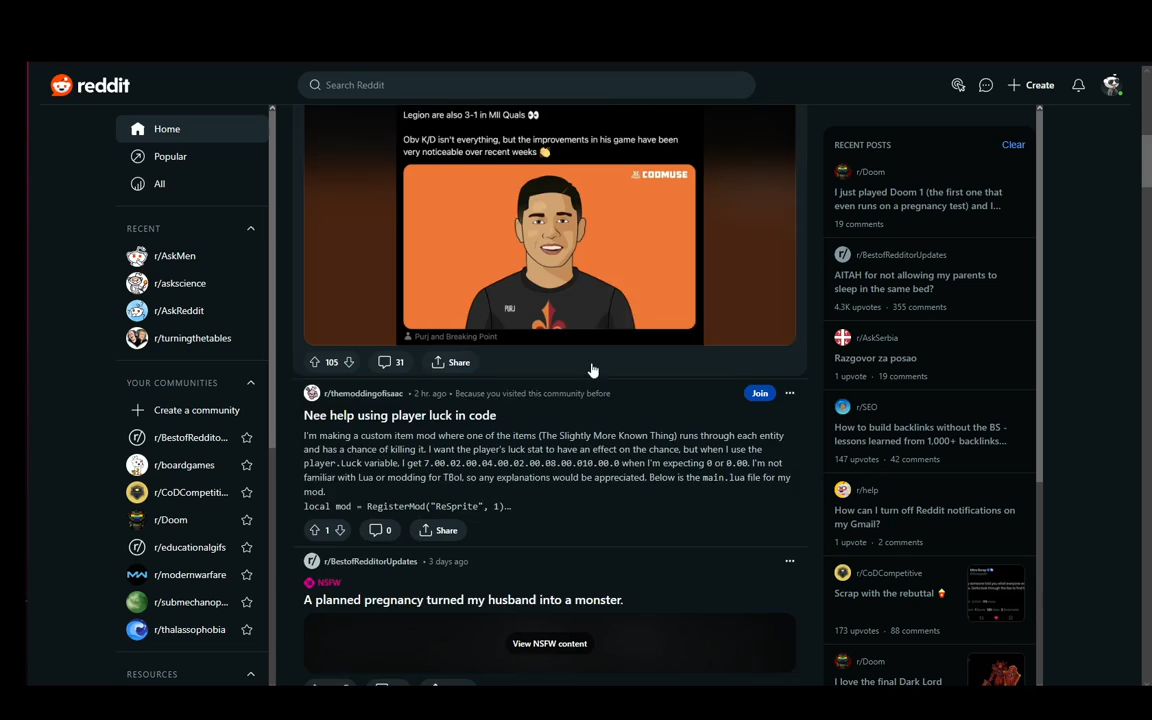 reddit
Search Reddit
Create
Home
Popular
All
RECENT
r/AskMen
r/askscience
r/AskReddit
r/turningthetables
YOUR COMMUNITIES
Create a community
r/BestofReddito...
r/boardgames
r/CoDCompetiti...
r/Doom
r/educationalgifs
r/modernwarfare
r/submechanop...
r/thalassophobia
RESOURCES
Legion are also 3-1 in MII Quals 👀
Obv K/D isn't everything, but the improvements in his game have been
very noticeable over recent weeks 👏
CODMUSE
PURJ
Purj and Breaking Point
105
31
Share
r/themoddingofisaac • 2 hr. ago • Because you visited this community before
Join
Nee help using player luck in code
I'm making a custom item mod where one of the items (The Slightly More Known Thing) runs through each entity
and has a chance of killing it. I want the player's luck stat to have an effect on the chance, but when I use the
player.Luck variable, I get 7.00.02.00.04.00.02.00.08.00.010.00.0 when I'm expecting 0 or 0.00. I'm not
familiar with Lua or modding for TBoI, so any explanations would be appreciated. Below is the main.lua file for my
mod.
local mod = RegisterMod("ReSprite", 1)...
1
0
Share
r/BestofRedditorUpdates • 3 days ago
NSFW
A planned pregnancy turned my husband into a monster.
View NSFW content
RECENT POSTS
Clear
r/Doom
I just played Doom 1 (the first one that
even runs on a pregnancy test) and I...
19 comments
r/BestofRedditorUpdates
AITAH for not allowing my parents to
sleep in the same bed?
4.3K upvotes • 355 comments
r/AskSerbia
Razgovor za posao
1 upvote • 19 comments
r/SEO
How to build backlinks without the BS -
lessons learned from 1,000+ backlinks...
147 upvotes • 42 comments
r/help
How can I turn off Reddit notifications on
my Gmail?
1 upvote • 2 comments
r/CoDCompetitive
Scrap with the rebuttal 🍿
173 upvotes • 88 comments
r/Doom
I love the final Dark Lord